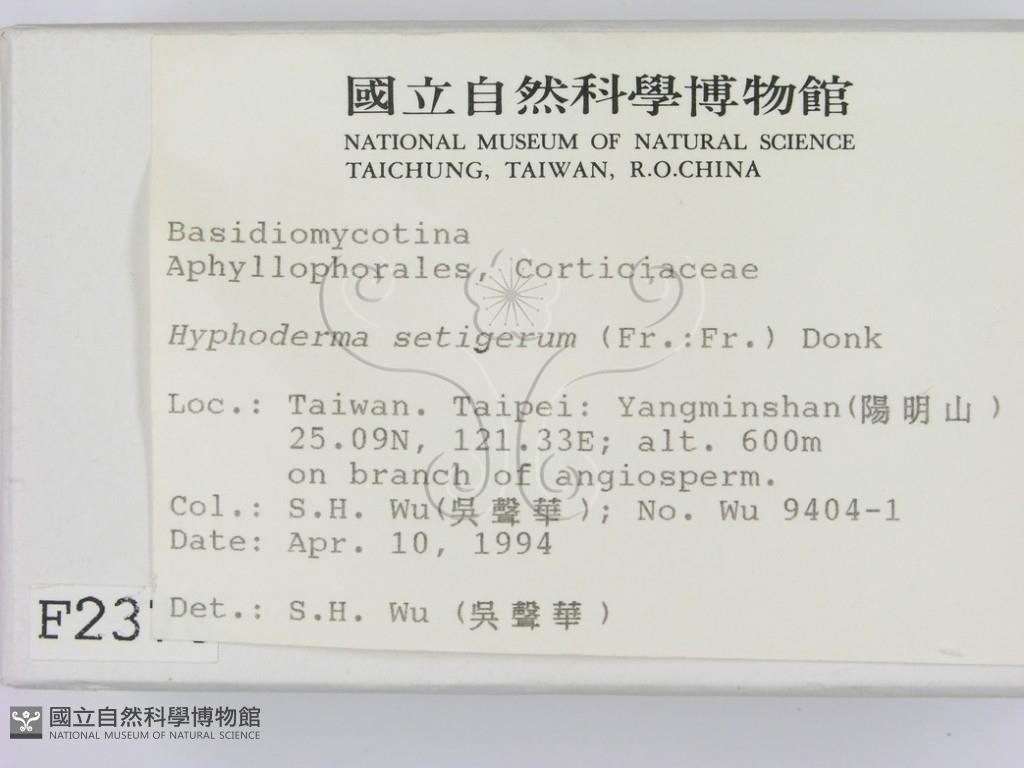 國立自然科學博物館
NATIONAL MUSEUM OF NATURAL SCIENCE
TAICHUNG, TAIWAN, R.O.CHINA
Basidiomycotina
Aphyllophorales, Corticiaceae
Hyphoderma setigerum (Fr.:Fr.) Donk
Loc.: Taiwan. Taipei: Yangminshan(陽明山)
25.09N, 121.33E; alt. 600m
on branch of angiosperm.
Col.: S.H. Wu(吳聲華); No. Wu 9404-1
Date: Apr. 10, 1994
Det.: S.H. Wu (吳聲華)
國立自然科學博物館
NATIONAL MUSEUM OF NATURAL SCIENCE